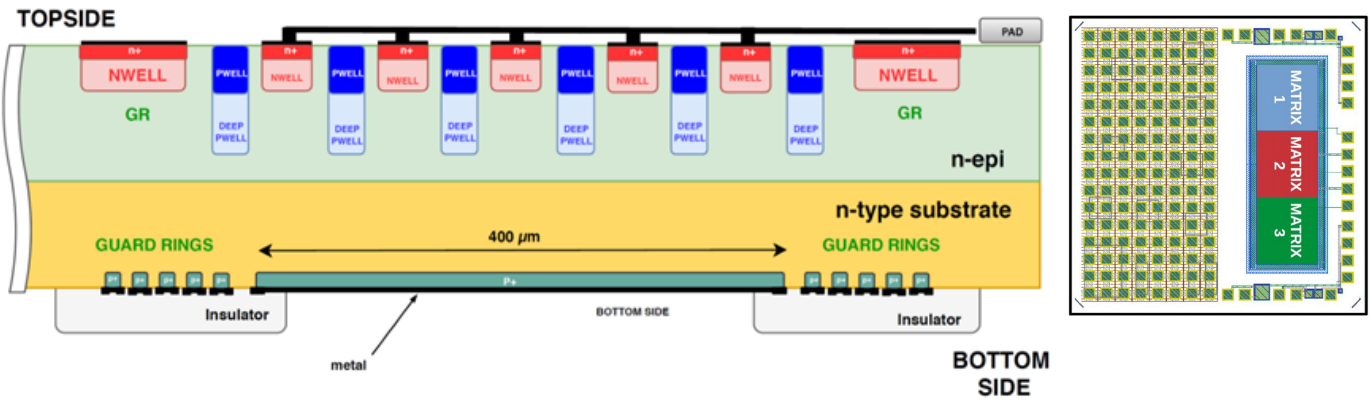 TOPSIDE
PAD
n+
n+
n+
n+
n+
n+
n+
NWELL
PWELL
NWELL
PWELL
NWELL
PWELL
NWELL
PWELL
NWELL
PWELL
NWELL
PWELL
NWELL
GR
DEEP
PWELL
DEEP
PWELL
DEEP
PWELL
DEEP
PWELL
DEEP
PWELL
DEEP
PWELL
GR
n-epi
n-type substrate
GUARD RINGS
400 µm
GUARD RINGS
p+
p+
p+
p+
p+
P+
p+
p+
p+
p+
p+
Insulator
BOTTOM SIDE
Insulator
metal
BOTTOM
SIDE
MATRIX
1
MATRIX
2
MATRIX
3